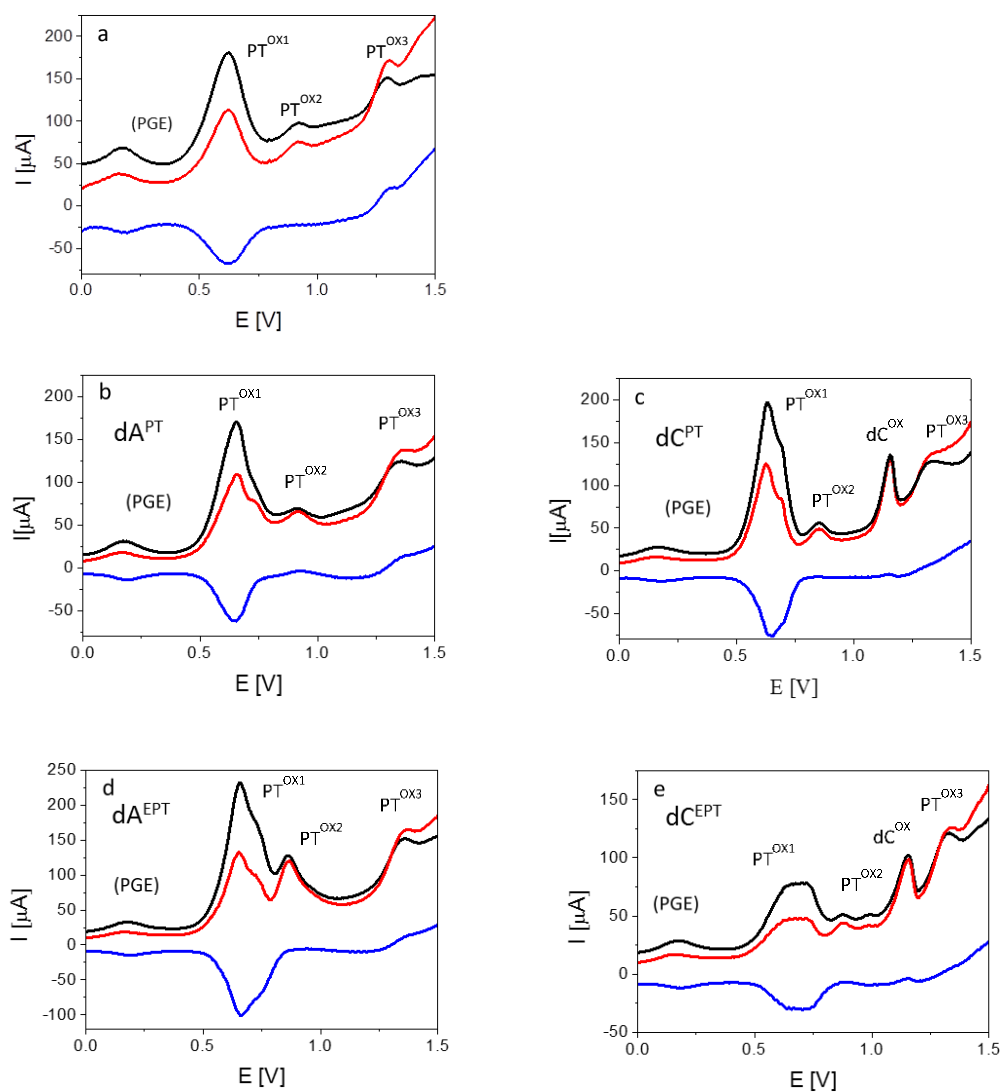 a
PT^OX1
PT^OX3
PT^OX2
(PGE)
I [μA]
200
150
100
50
0
-50
0.0 0.5 1.0 1.5
E [V]
b
dA^PT
PT^OX1
PT^OX3
PT^OX2
(PGE)
I[μA]
200
150
100
50
0
-50
0.0 0.5 1.0 1.5
E [V]
c
dC^PT
PT^OX1
dC^OX
PT^OX3
PT^OX2
(PGE)
I[μA]
200
150
100
50
0
-50
0.0 0.5 1.0 1.5
E [V]
d
dA^EPT
PT^OX1
PT^OX3
PT^OX2
(PGE)
I [μA]
250
200
150
100
50
0
-50
-100
0.0 0.5 1.0 1.5
E [V]
e
dC^EPT
PT^OX3
dC^OX
PT^OX1
PT^OX2
(PGE)
I [μA]
150
100
50
0
-50
0.0 0.5 1.0 1.5
E [V]